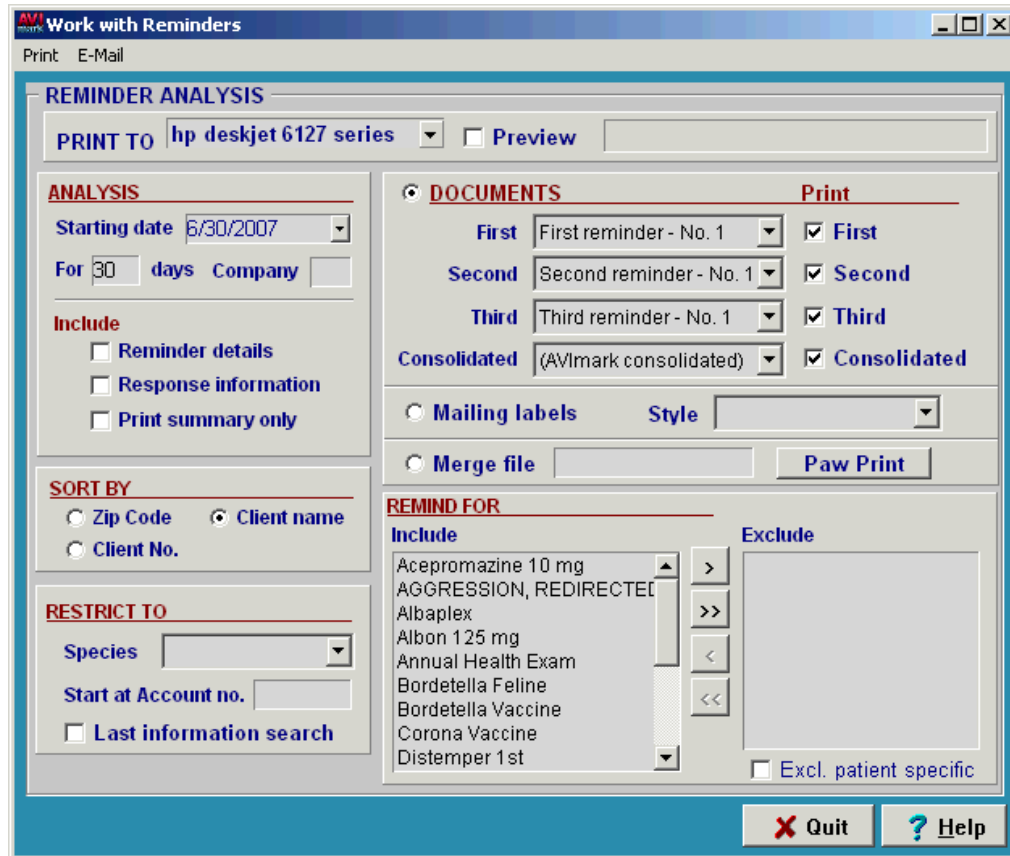 AVI mark Work with Reminders
Print E-Mail
REMINDER ANALYSIS
PRINT TO hp deskjet 6127 series Preview
ANALYSIS
Starting date 6/30/2007
For 30 days Company
Include
Reminder details
Response information
Print summary only
SORT BY
Zip Code Client name
Client No.
RESTRICT TO
Species
Start at Account no.
Last information search
DOCUMENTS Print
First First reminder - No. 1 First
Second Second reminder - No. 1 Second
Third Third reminder - No. 1 Third
Consolidated (AVImark consolidated) Consolidated
Mailing labels Style
Merge file Paw Print
REMIND FOR
Include Exclude
Acepromazine 10 mg
AGGRESSION, REDIRECTED
Albaplex
Albon 125 mg
Annual Health Exam
Bordetella Feline
Bordetella Vaccine
Corona Vaccine
Distemper 1st
>
>>
<
<<
Excl. patient specific
Quit ? Help